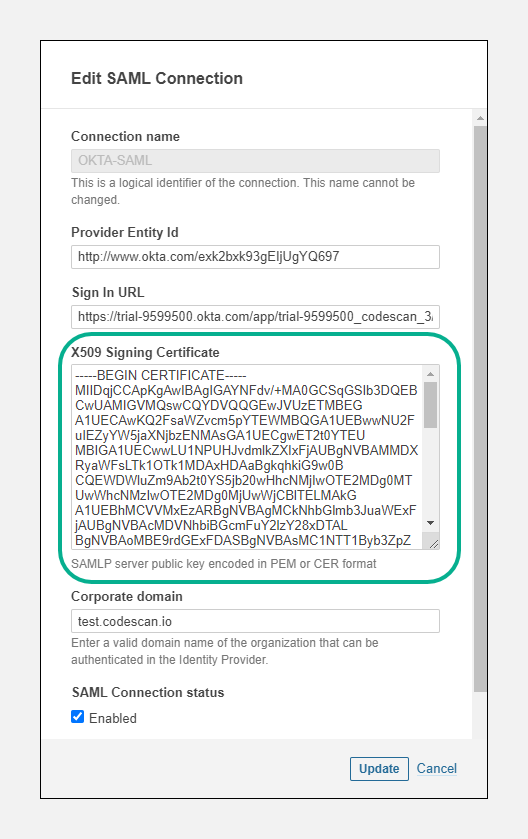 Edit SAML Connection
Connection name
OKTA-SAML
This is a logical identifier of the connection. This name cannot be
changed.
Provider Entity Id
http://www.okta.com/exk2bxk93gEIjUgYQ697
Sign In URL
https://trial-9599500.okta.com/app/trial-9599500_codescan_3/
X509 Signing Certificate
-----BEGIN CERTIFICATE-----
MIIDqjCCApKgAwIBAgIGAYNFdv/+MA0GCSqGSIb3DQEB
CwUAMIGVMQswCQYDVQQGEwJVUzETMBEG
A1UECAwKQ2FsaWZvcm5pYTEWMBQGA1UEBwwNU2F
uIEZyYW5jaXNjbzENMAsGA1UECgwET2t0YTEU
MBIGA1UECwwLU1NPUHJvdmlkZXIxFjAUBgNVBAMMDX
RyaWFsLTk1OTk1MDAxHDAaBgkqhkiG9w0B
CQEWDWluZm9Ab2t0YS5jb20wHhcNMjIwOTE2MDg0MT
UwWhcNMzIwOTE2MDg0MjUwWjCBlTELMAkG
A1UEBhMCVVMxEzARBgNVBAgMCkNhbGlmb3JuaWExF
jAUBgNVBAcMDVNhbiBGcmFuY2lzY28xDTAL
BgNVBAoMBE9rdGExFDASBgNVBAsMC1NTT1Byb3ZpZ
SAMLP server public key encoded in PEM or CER format
Corporate domain
test.codescan.io
Enter a valid domain name of the organization that can be
authenticated in the Identity Provider.
SAML Connection status
Enabled
Update Cancel